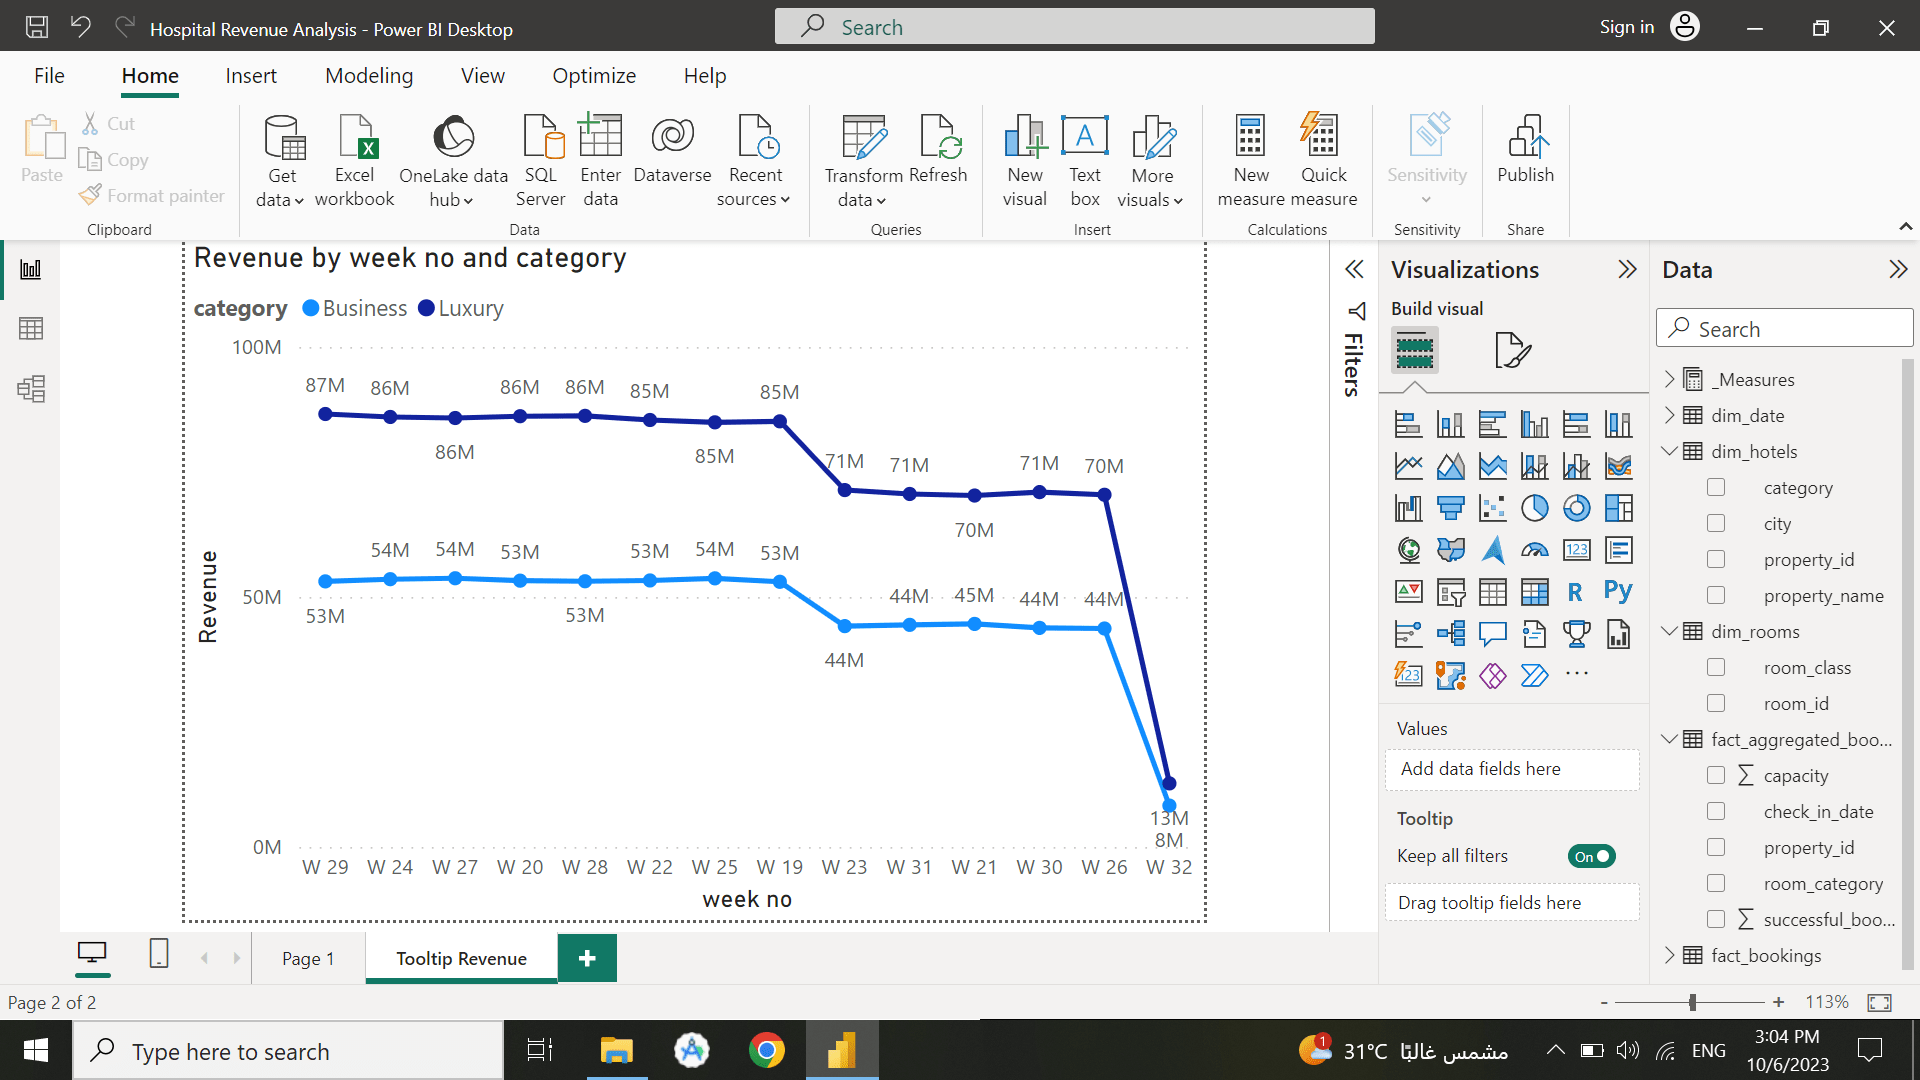 Hospital Revenue Analysis - Power BI Desktop
Search
Sign in
File Home Insert Modeling View Optimize Help
Paste
Cut
Copy
Format painter
Clipboard
Get data
Excel workbook
OneLake data hub
SQL Server
Enter data
Dataverse
Recent sources
Data
Transform data
Refresh
Queries
New visual
Text box
More visuals
Insert
New measure
Quick measure
Calculations
Sensitivity
Sensitivity
Publish
Share
Revenue by week no and category
category Business Luxury
100M
87M 86M 86M 86M 86M 85M 85M 85M 71M 71M 70M 71M 70M
Revenue
50M
53M 54M 54M 53M 53M 53M 54M 53M 44M 44M 45M 44M 44M
13M
8M
0M
W 29 W 24 W 27 W 20 W 28 W 22 W 25 W 19 W 23 W 31 W 21 W 30 W 26 W 32
week no
Filters
Visualizations
Build visual
123
R
Py
123
Values
Add data fields here
Tooltip
Keep all filters On
Drag tooltip fields here
Data
Search
_Measures
dim_date
dim_hotels
category
city
property_id
property_name
dim_rooms
room_class
room_id
fact_aggregated_boo...
capacity
check_in_date
property_id
room_category
successful_boo...
fact_bookings
Page 1
Tooltip Revenue
Page 2 of 2
113%
Type here to search
1
31°C مشمس غالبًا
ENG
3:04 PM
10/6/2023